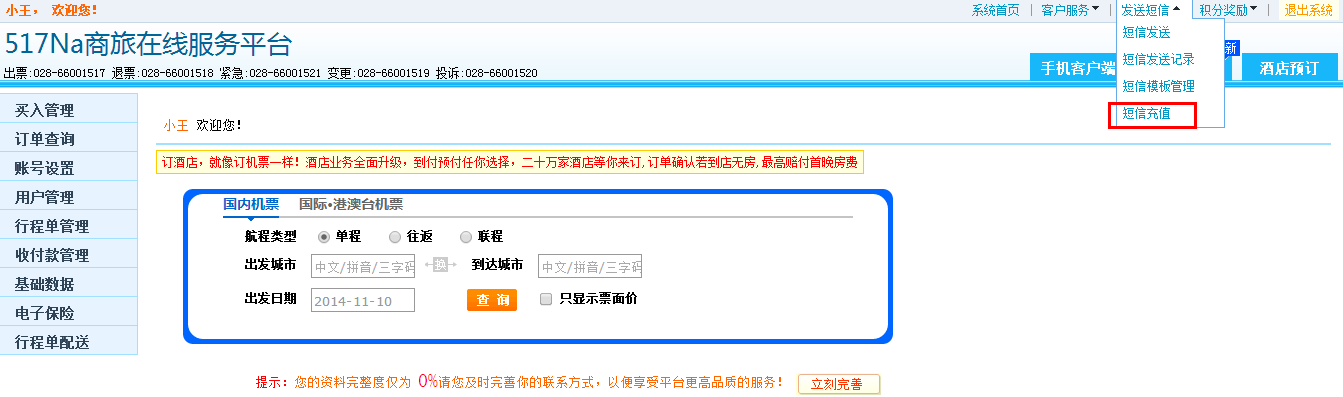 小王， 欢迎您！
系统首页 | 客户服务 | 发送短信 | 积分奖励 | 退出系统
短信发送
短信发送记录
短信模板管理
短信充值
517Na商旅在线服务平台
出票:028-66001517 退票:028-66001518 紧急:028-66001521 变更:028-66001519 投诉:028-66001520
新
手机客户端
酒店预订
买入管理
订单查询
账号设置
用户管理
行程单管理
收付款管理
基础数据
电子保险
行程单配送
小王 欢迎您！
订酒店，就像订机票一样！酒店业务全面升级，到付预付任你选择，二十万家酒店等你来订,订单确认若到店无房,最高赔付首晚房费
国内机票 国际·港澳台机票
航程类型 单程 往返 联程
出发城市 中文/拼音/三字码 换 到达城市 中文/拼音/三字码
出发日期 2014-11-10 查 询 只显示票面价
提示：您的资料完整度仅为 0%请您及时完善你的联系方式，以便享受平台更高品质的服务！ 立刻完善